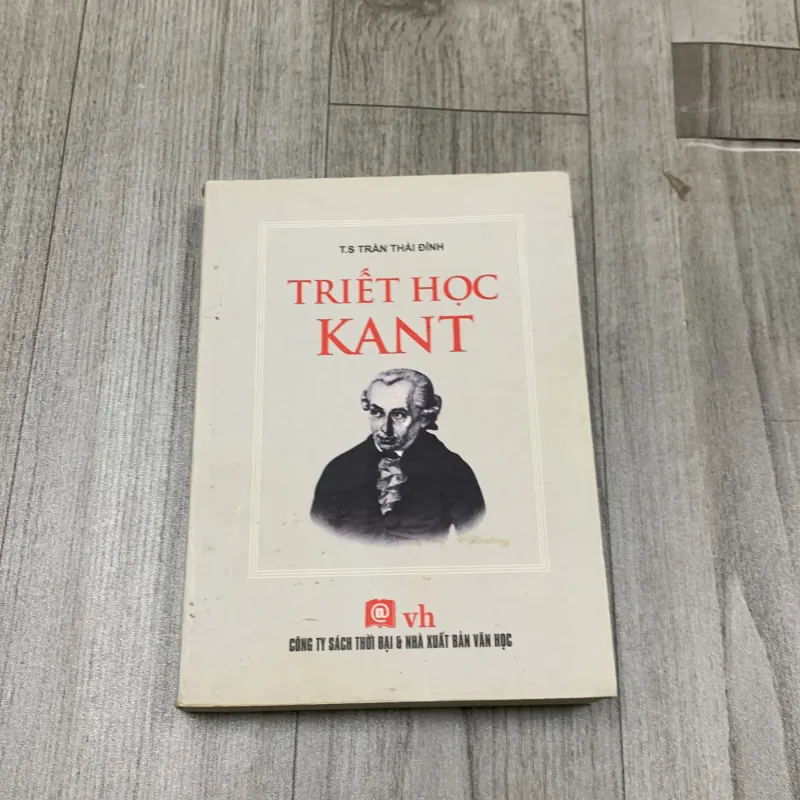 T.S TRẦN THÁI ĐỈNH
TRIẾT HỌC
KANT
@ vh
CÔNG TY SÁCH THỜI ĐẠI & NHÀ XUẤT BẢN VĂN HỌC